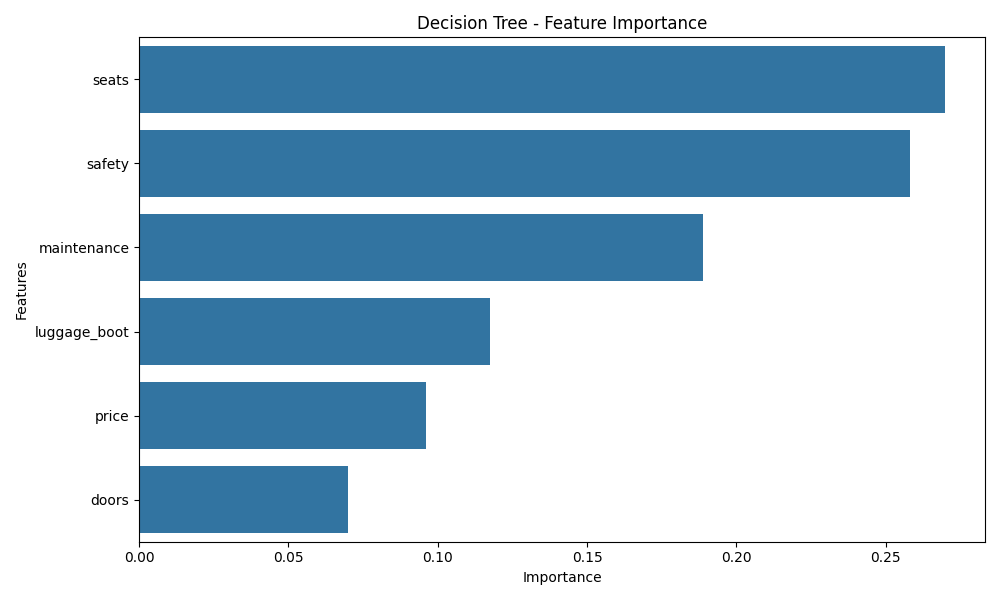 Decision Tree - Feature Importance
seats
safety
maintenance
luggage_boot
price
doors
Features
0.00 0.05 0.10 0.15 0.20 0.25
Importance